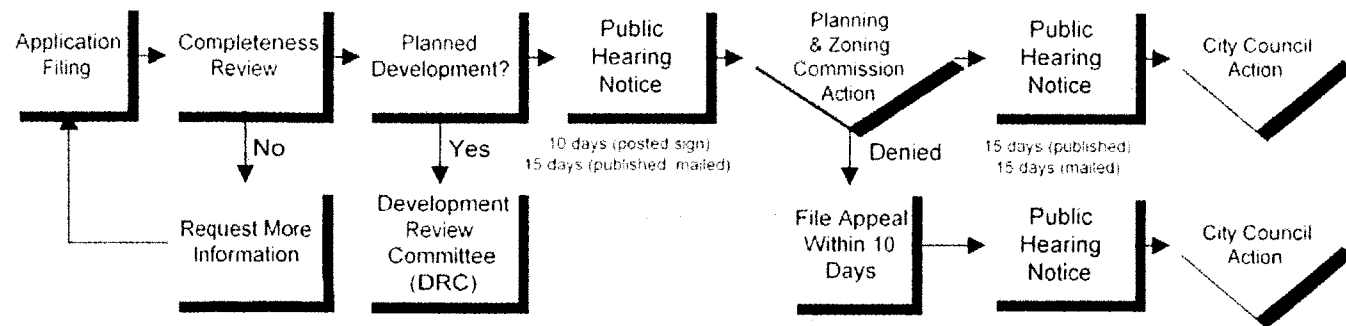 Application
Filing
Completeness
Review
Planned
Development?
Public
Hearing
Notice
Planning
& Zoning
Commission
Action
Public
Hearing
Notice
City Council
Action
10 days (posted sign)
15 days (published mailed)
15 days (published)
15 days (mailed)
No
Yes
Denied
Request More
Information
Development
Review
Committee
(DRC)
File Appeal
Within 10
Days
Public
Hearing
Notice
City Council
Action